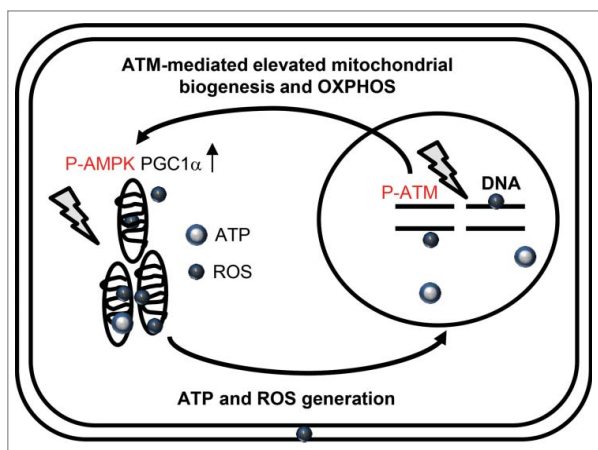 ATM-mediated elevated mitochondrial
biogenesis and OXPHOS
P-AMPK PGC1α
P-ATM
DNA
ATP
ROS
ATP and ROS generation